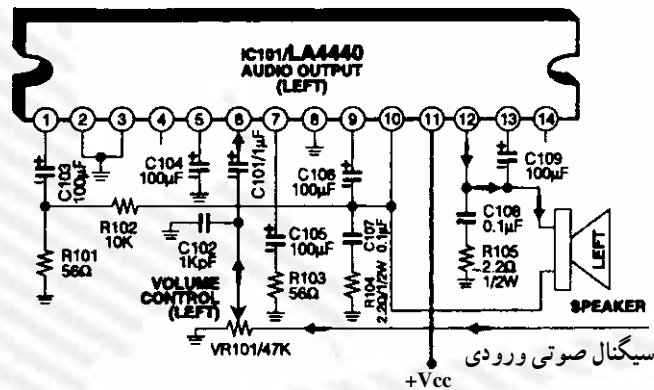 IC101/LA4440
AUDIO OUTPUT
(LEFT)
1 2 3 4 5 6 7 8 9 10 11 12 13 14
C103
100µF
C104
100µF
C101/1µF
C106
100µF
C109
100µF
R102
10K
C102
1KpF
C105
100µF
C107
0.1µF
C108
0.1µF
R101
56Ω
R103
56Ω
R104
2.2Ω/1/2W
R105
2.2Ω
1/2W
LEFT
VOLUME
CONTROL
(LEFT)
SPEAKER
VR101/47K
سیگنال صوتی ورودی
+Vcc